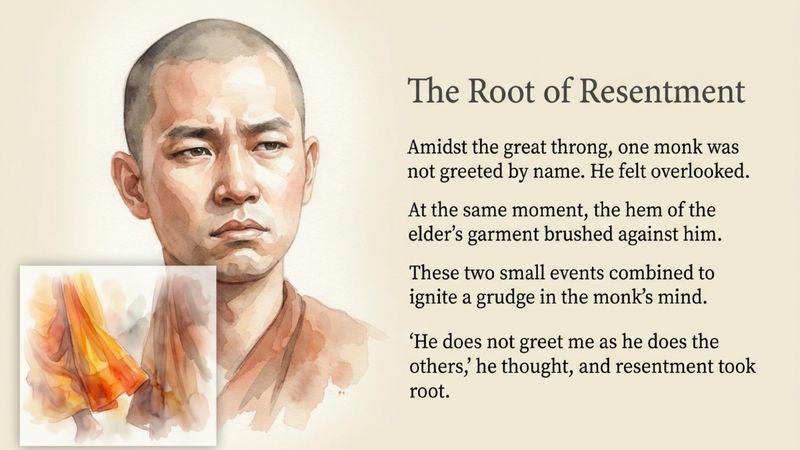 The Root of Resentment
Amidst the great throng, one monk was
not greeted by name. He felt overlooked.
At the same moment, the hem of the
elder’s garment brushed against him.
These two small events combined to
ignite a grudge in the monk’s mind.
‘He does not greet me as he does the
others,’ he thought, and resentment took
root.